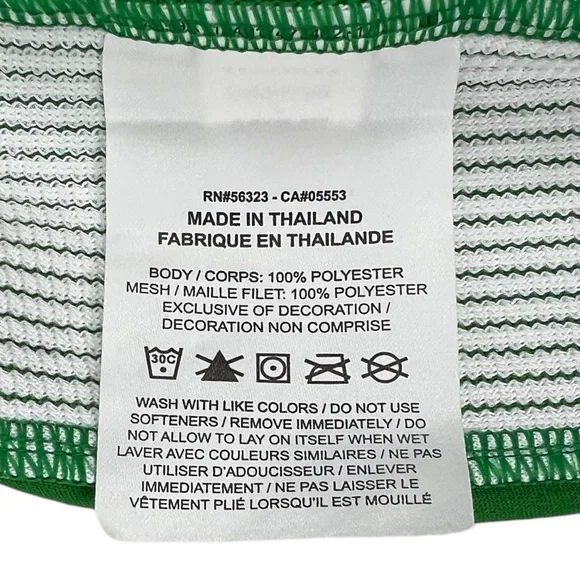 RN#56323 - CA#05553
MADE IN THAILAND
FABRIQUE EN THAILANDE
BODY / CORPS: 100% POLYESTER
MESH / MAILLE FILET: 100% POLYESTER
EXCLUSIVE OF DECORATION /
DECORATION NON COMPRISE
30C
WASH WITH LIKE COLORS / DO NOT USE
SOFTENERS / REMOVE IMMEDIATELY / DO
NOT ALLOW TO LAY ON ITSELF WHEN WET
LAVER AVEC COULEURS SIMILAIRES / NE PAS
UTILISER D'ADOUCISSEUR / ENLEVER
IMMEDIATEMENT / NE PAS LAISSER LE
VÊTEMENT PLIÉ LORSQU'IL EST MOUILLÉ